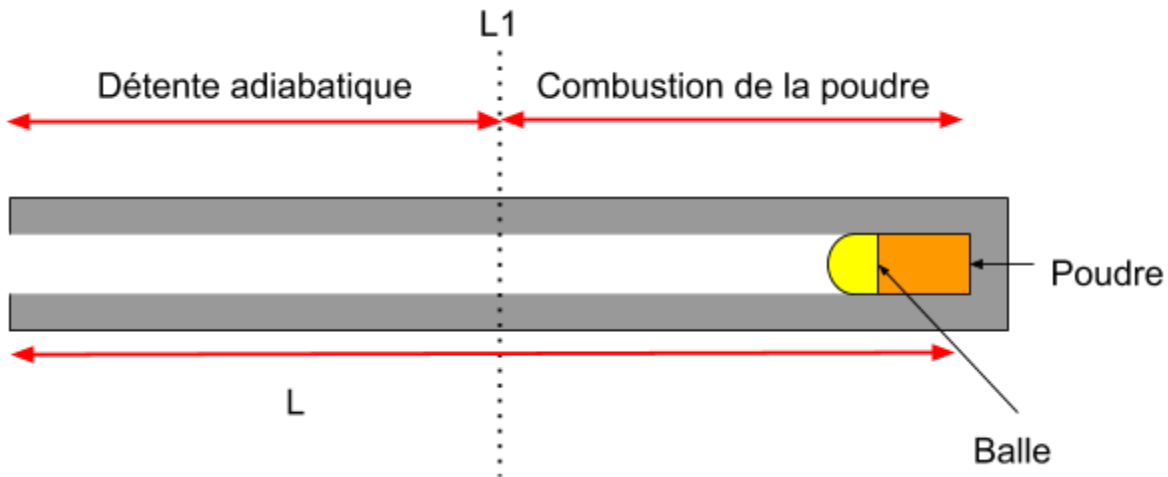 L1
Détente adiabatique
Combustion de la poudre
Poudre
L
Balle